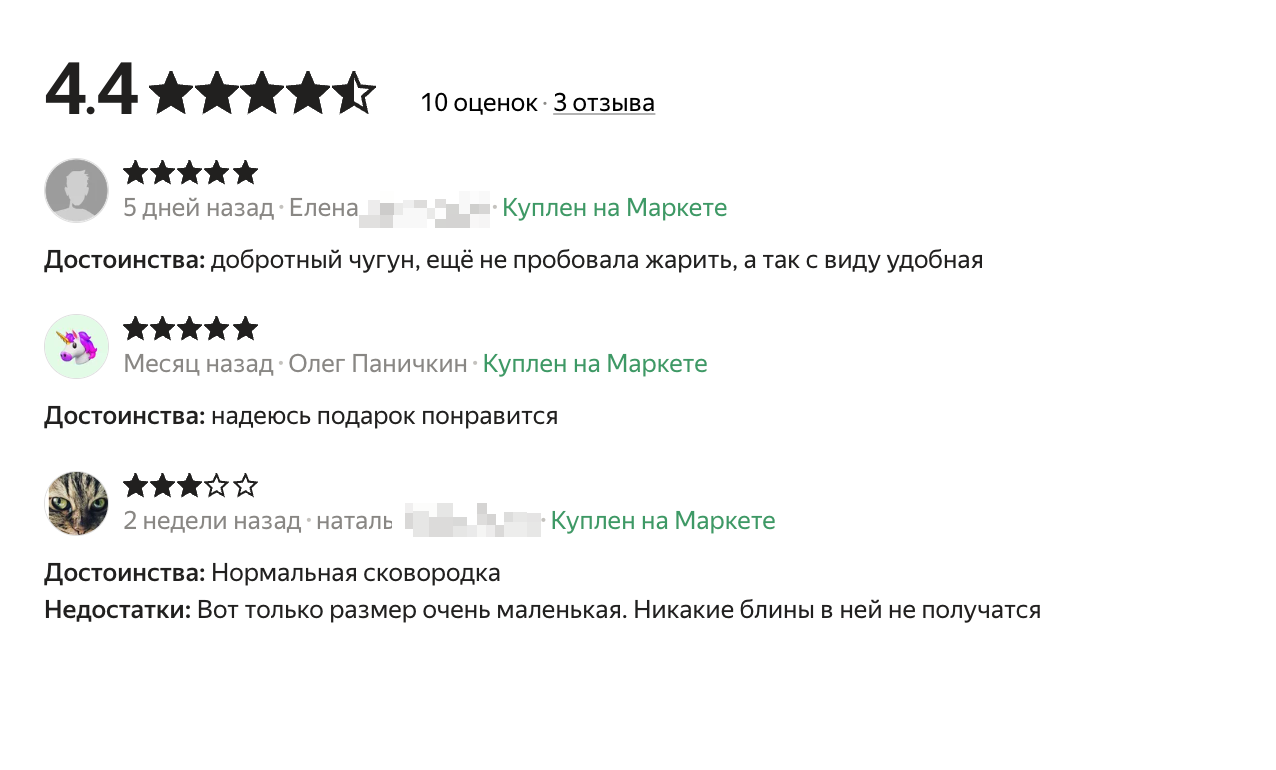 4.4 10 оценок · 3 отзыва
5 дней назад · Елена · Куплен на Маркете
Достоинства: добротный чугун, ещё не пробовала жарить, а так с виду удобная
Месяц назад · Олег Паничкин · Куплен на Маркете
Достоинства: надеюсь подарок понравится
2 недели назад · наталь · Куплен на Маркете
Достоинства: Нормальная сковородка
Недостатки: Вот только размер очень маленькая. Никакие блины в ней не получатся